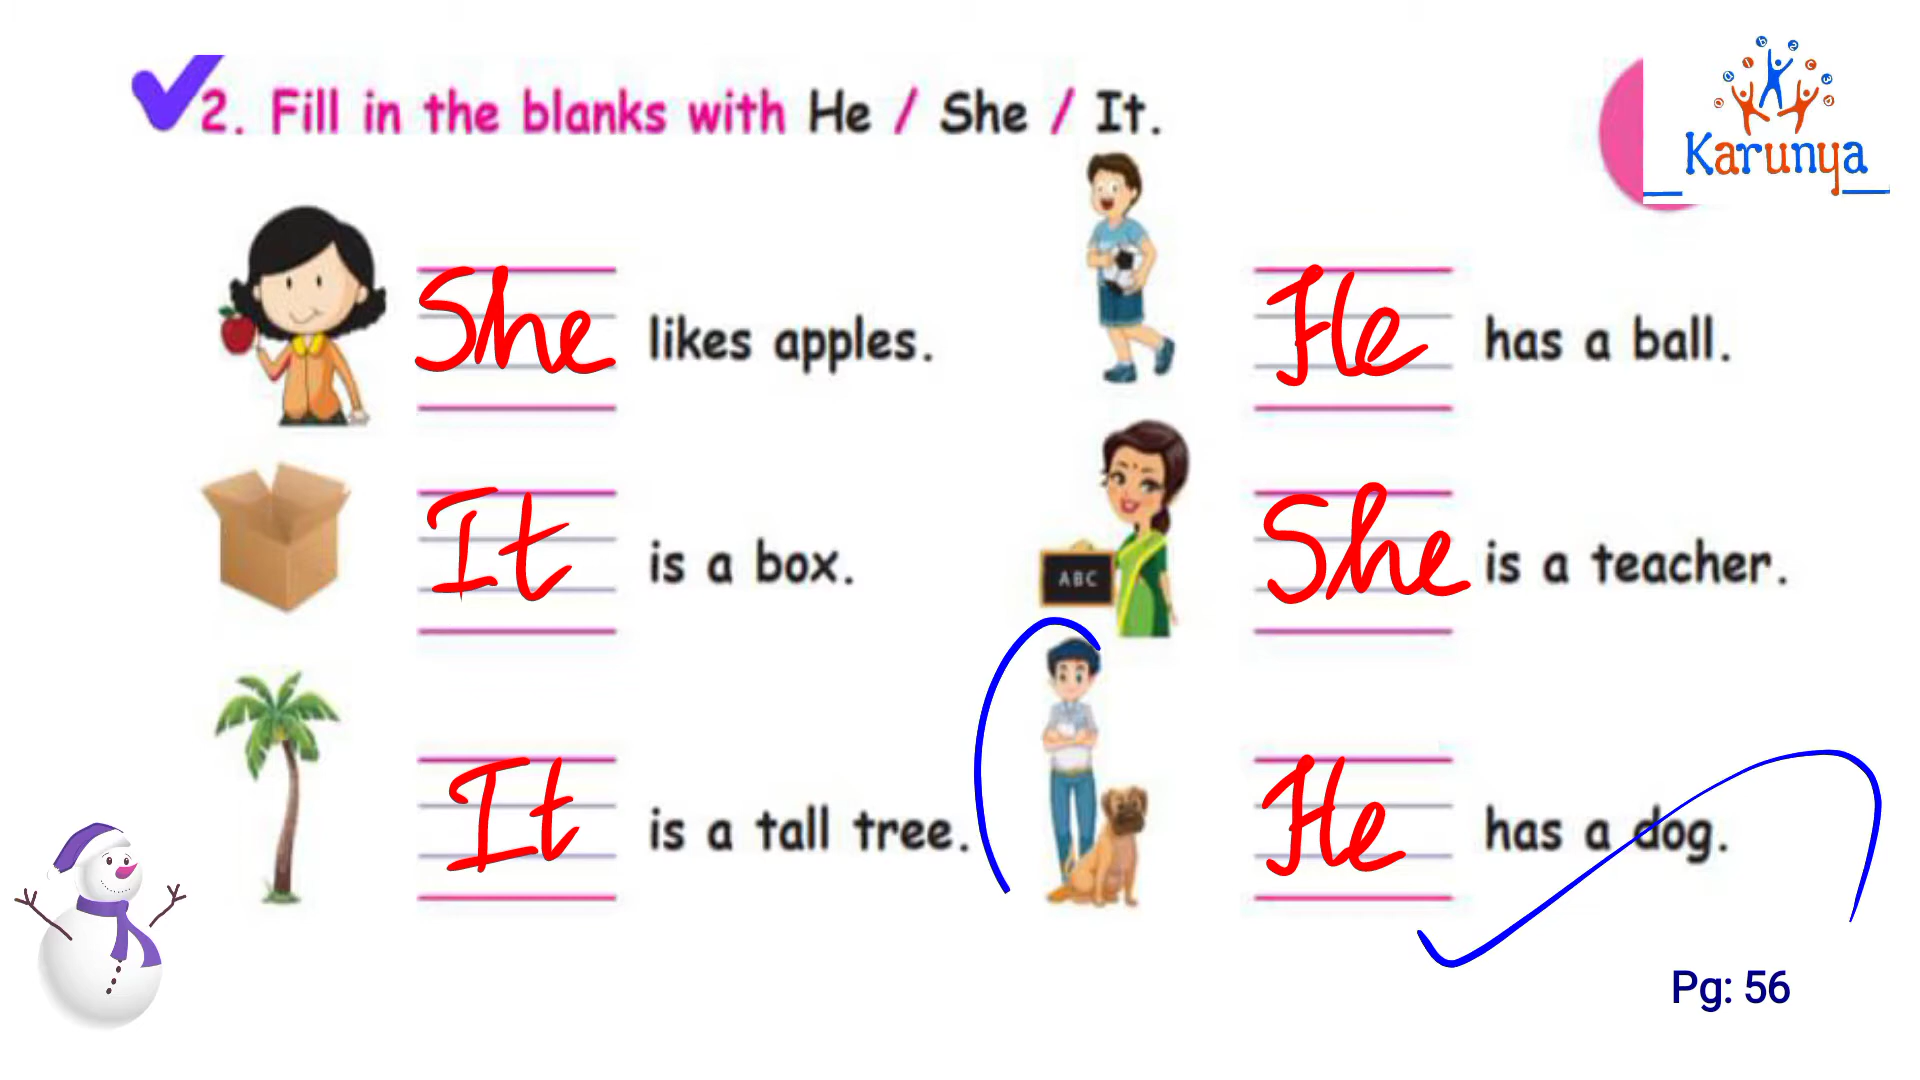 2. Fill in the blanks with He / She / It.
Karunya
She likes apples.
He has a ball.
It is a box.
ABC
She is a teacher.
It is a tall tree.
He has a dog.
Pg: 56